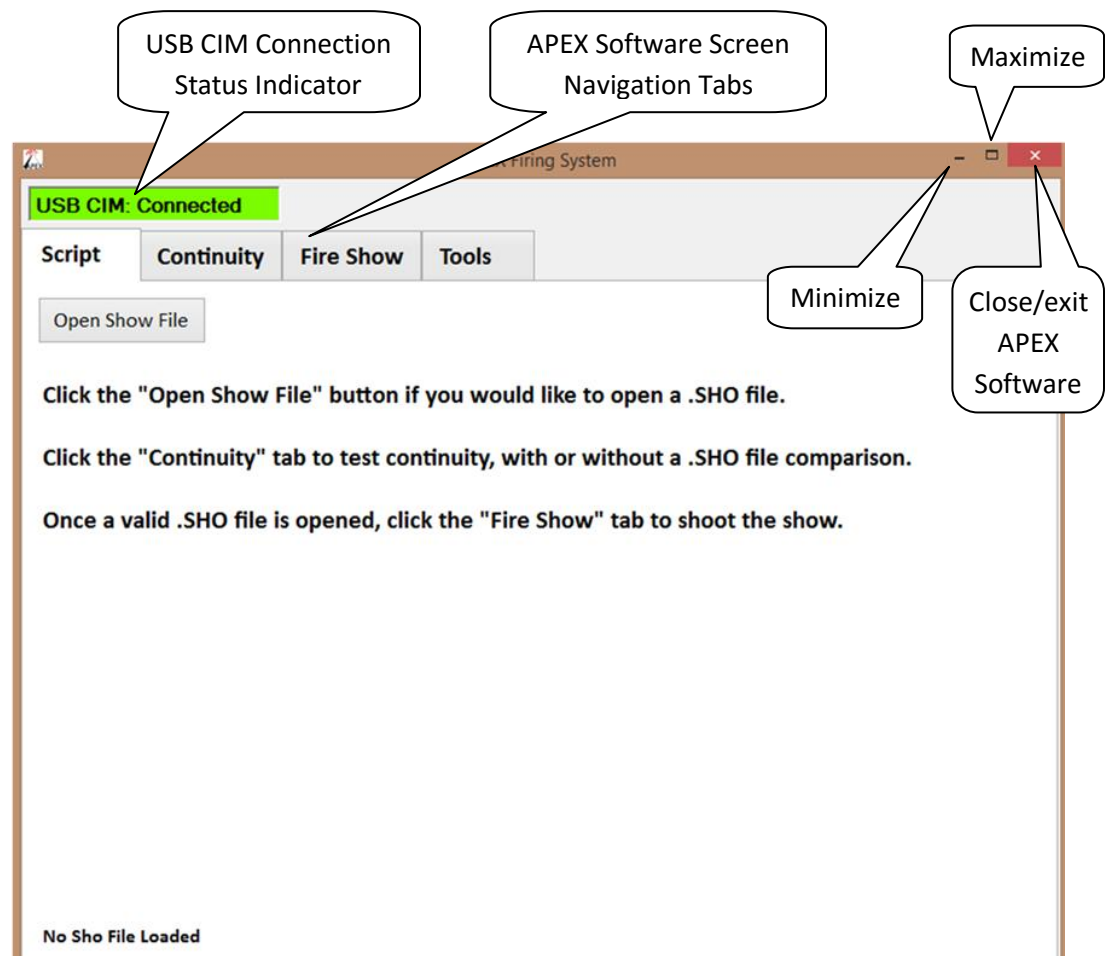 USB CIM Connection
Status Indicator
APEX Software Screen
Navigation Tabs
Maximize
Firing System
USB CIM: Connected
Script
Continuity
Fire Show
Tools
Minimize
Close/exit
APEX
Software
Open Show File
Click the "Open Show File" button if you would like to open a .SHO file.
Click the "Continuity" tab to test continuity, with or without a .SHO file comparison.
Once a valid .SHO file is opened, click the "Fire Show" tab to shoot the show.
No Sho File Loaded